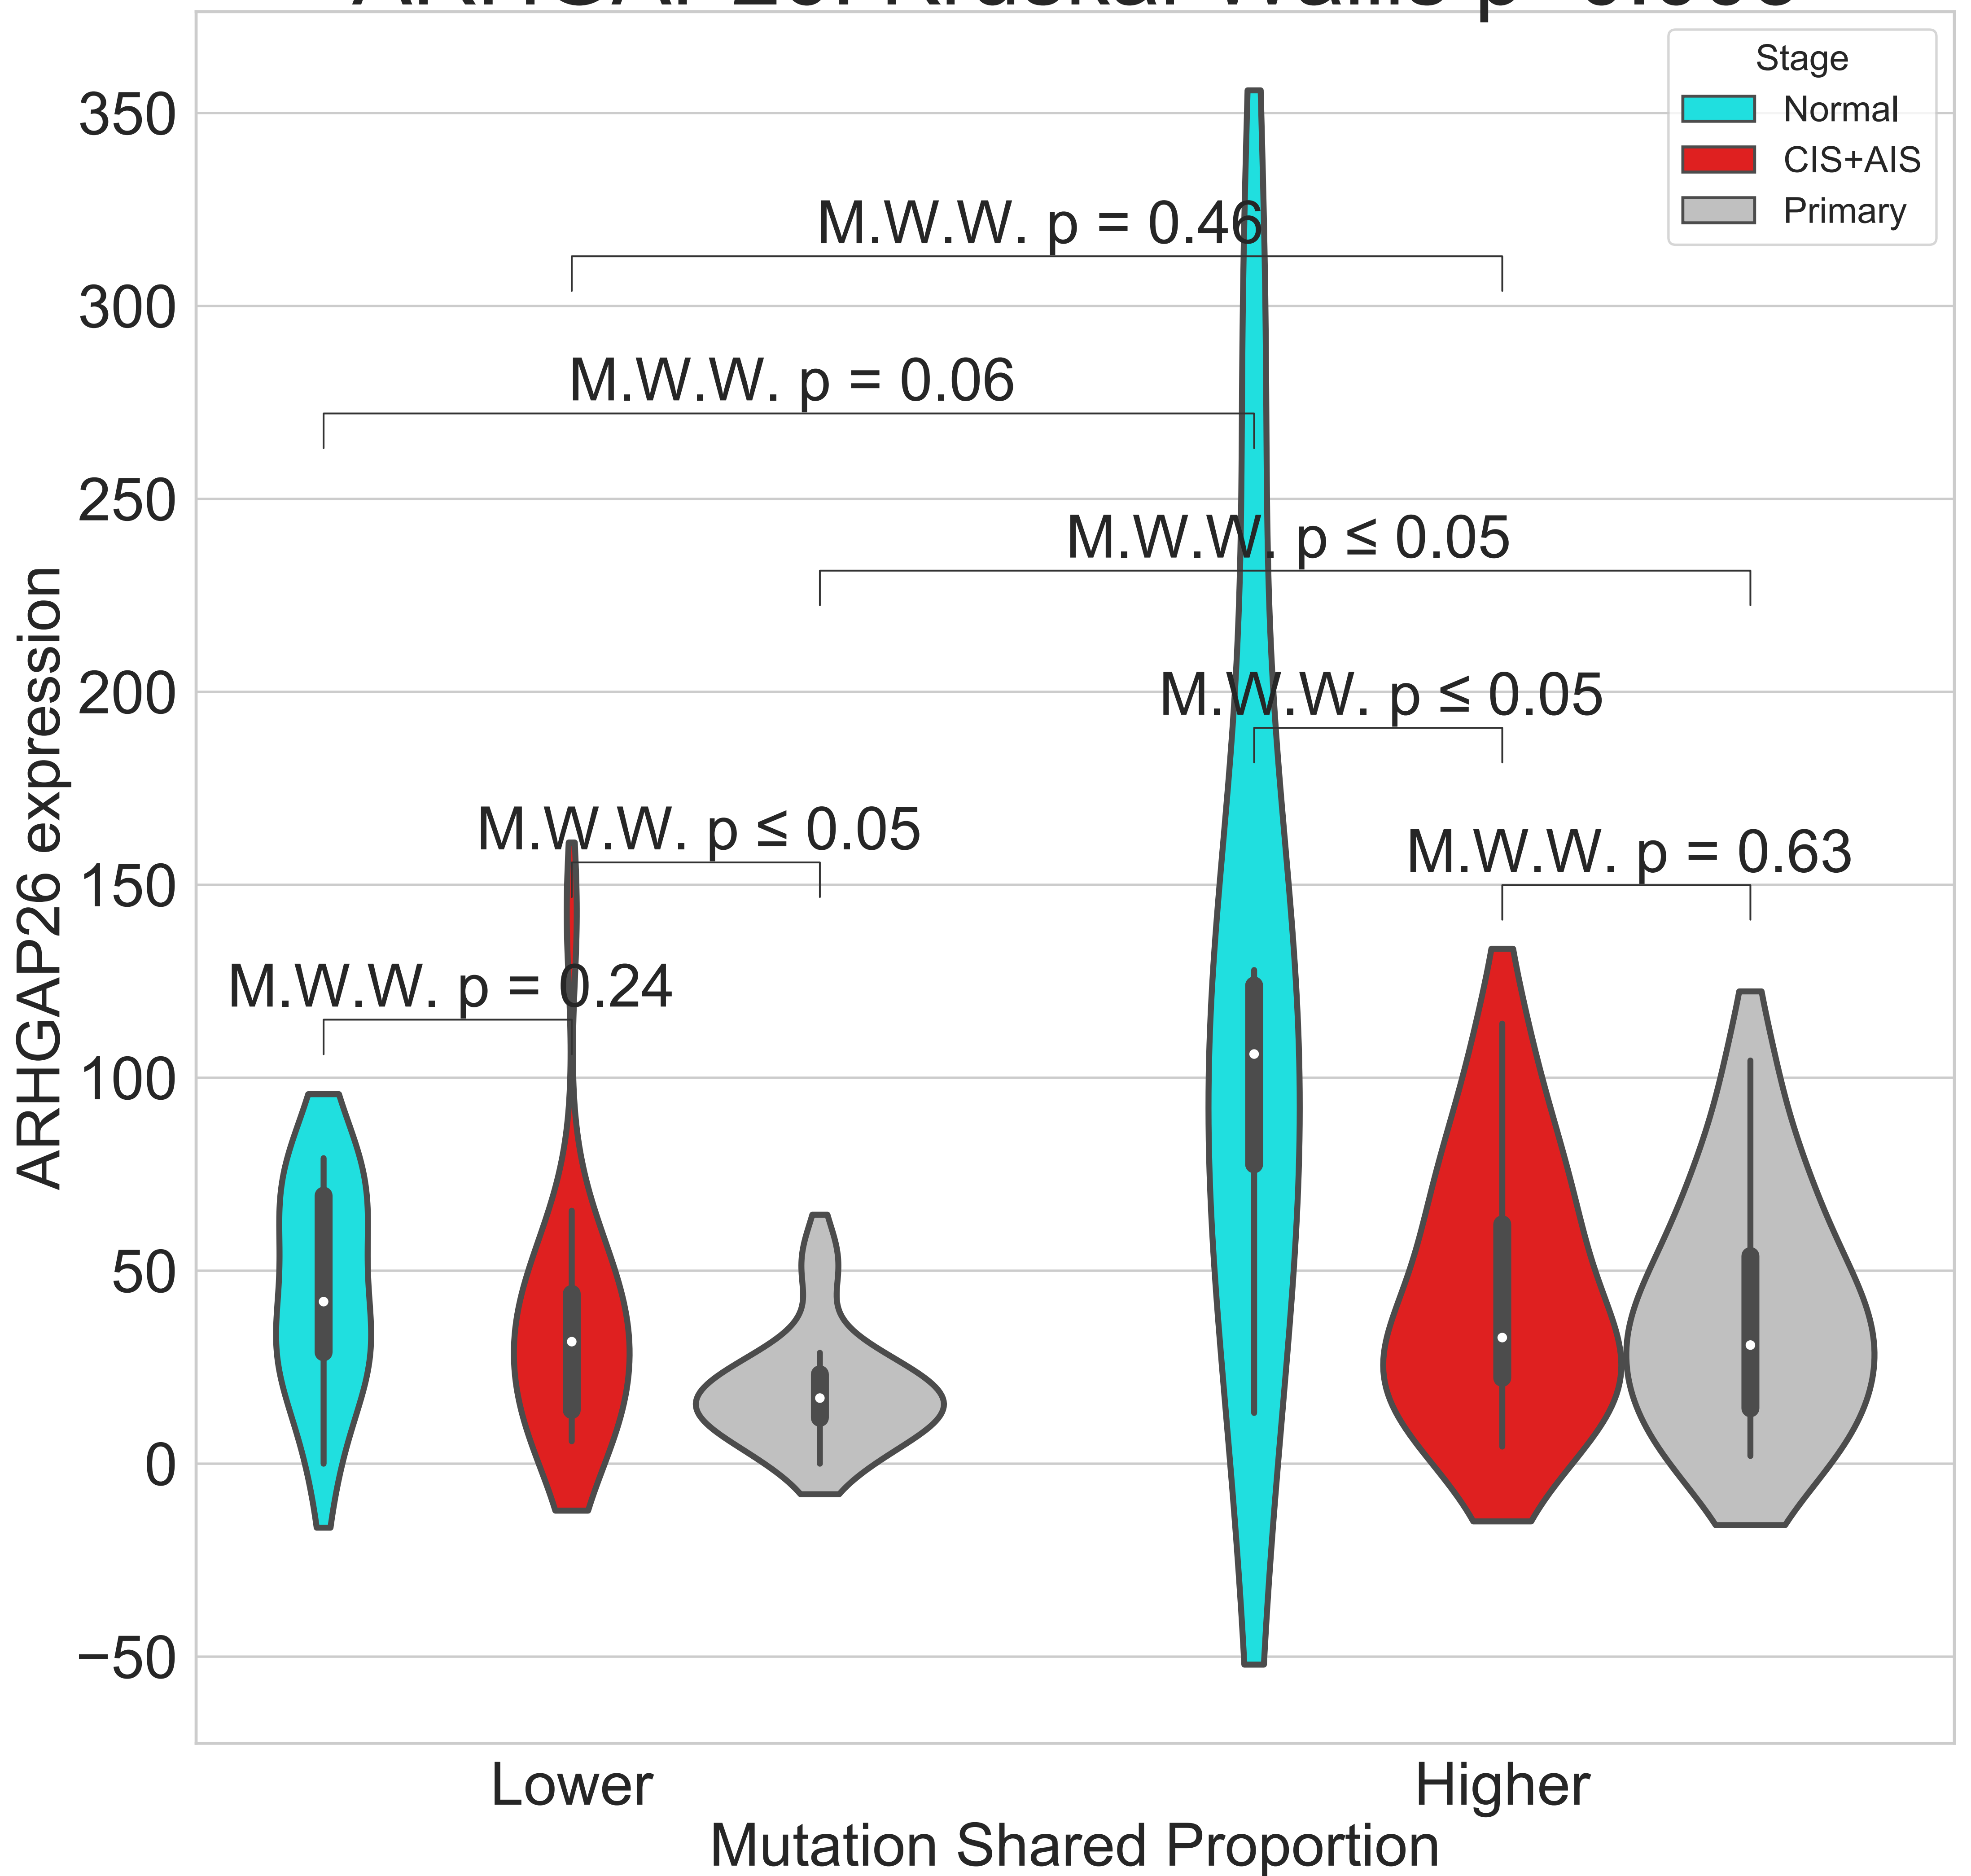 Stage
Normal
CIS+AIS
Primary
350
300
250
200
150
100
50
0
−50
ARHGAP26 expression
M.W.W. p = 0.46
M.W.W. p = 0.06
M.W.W. p ≤ 0.05
M.W.W. p ≤ 0.05
M.W.W. p ≤ 0.05
M.W.W. p = 0.63
M.W.W. p = 0.24
Lower
Higher
Mutation Shared Proportion